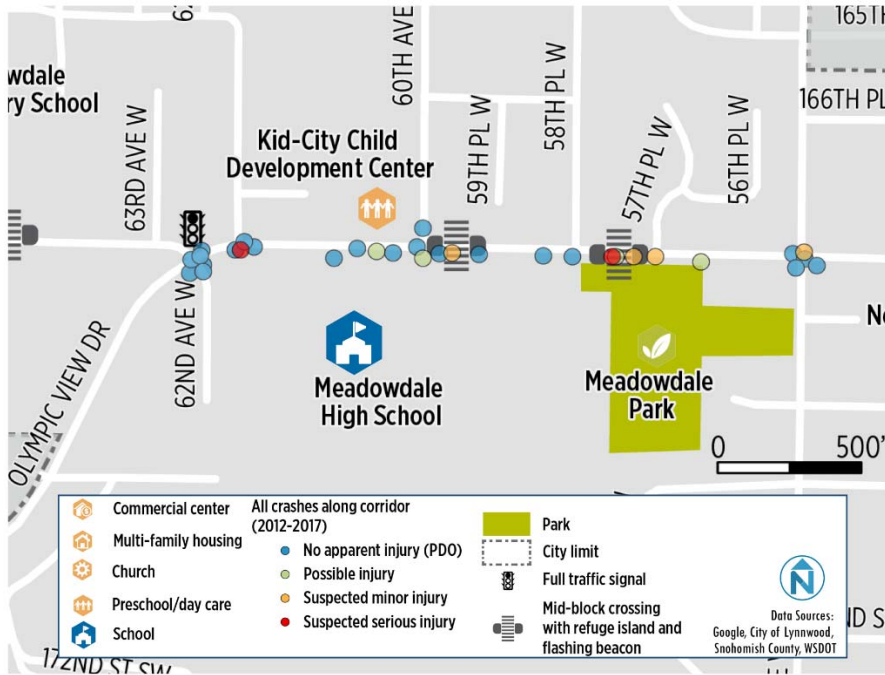 165TH
166TH PL
wdale
ry School
63RD AVE W
60TH AVE
Kid-City Child
Development Center
59TH PL W
58TH PL W
57TH PL W
56TH PL W
62ND AVE W
OLYMPIC VIEW DR
Meadowdale
High School
Meadowdale
Park
0 500'
Commercial center
Multi-family housing
Church
Preschool/day care
School
All crashes along corridor
(2012-2017)
No apparent injury (PDO)
Possible injury
Suspected minor injury
Suspected serious injury
Park
City limit
Full traffic signal
Mid-block crossing
with refuge island and
flashing beacon
N
Data Sources:
Google, City of Lynnwood,
Snohomish County, WSDOT
172ND ST SW